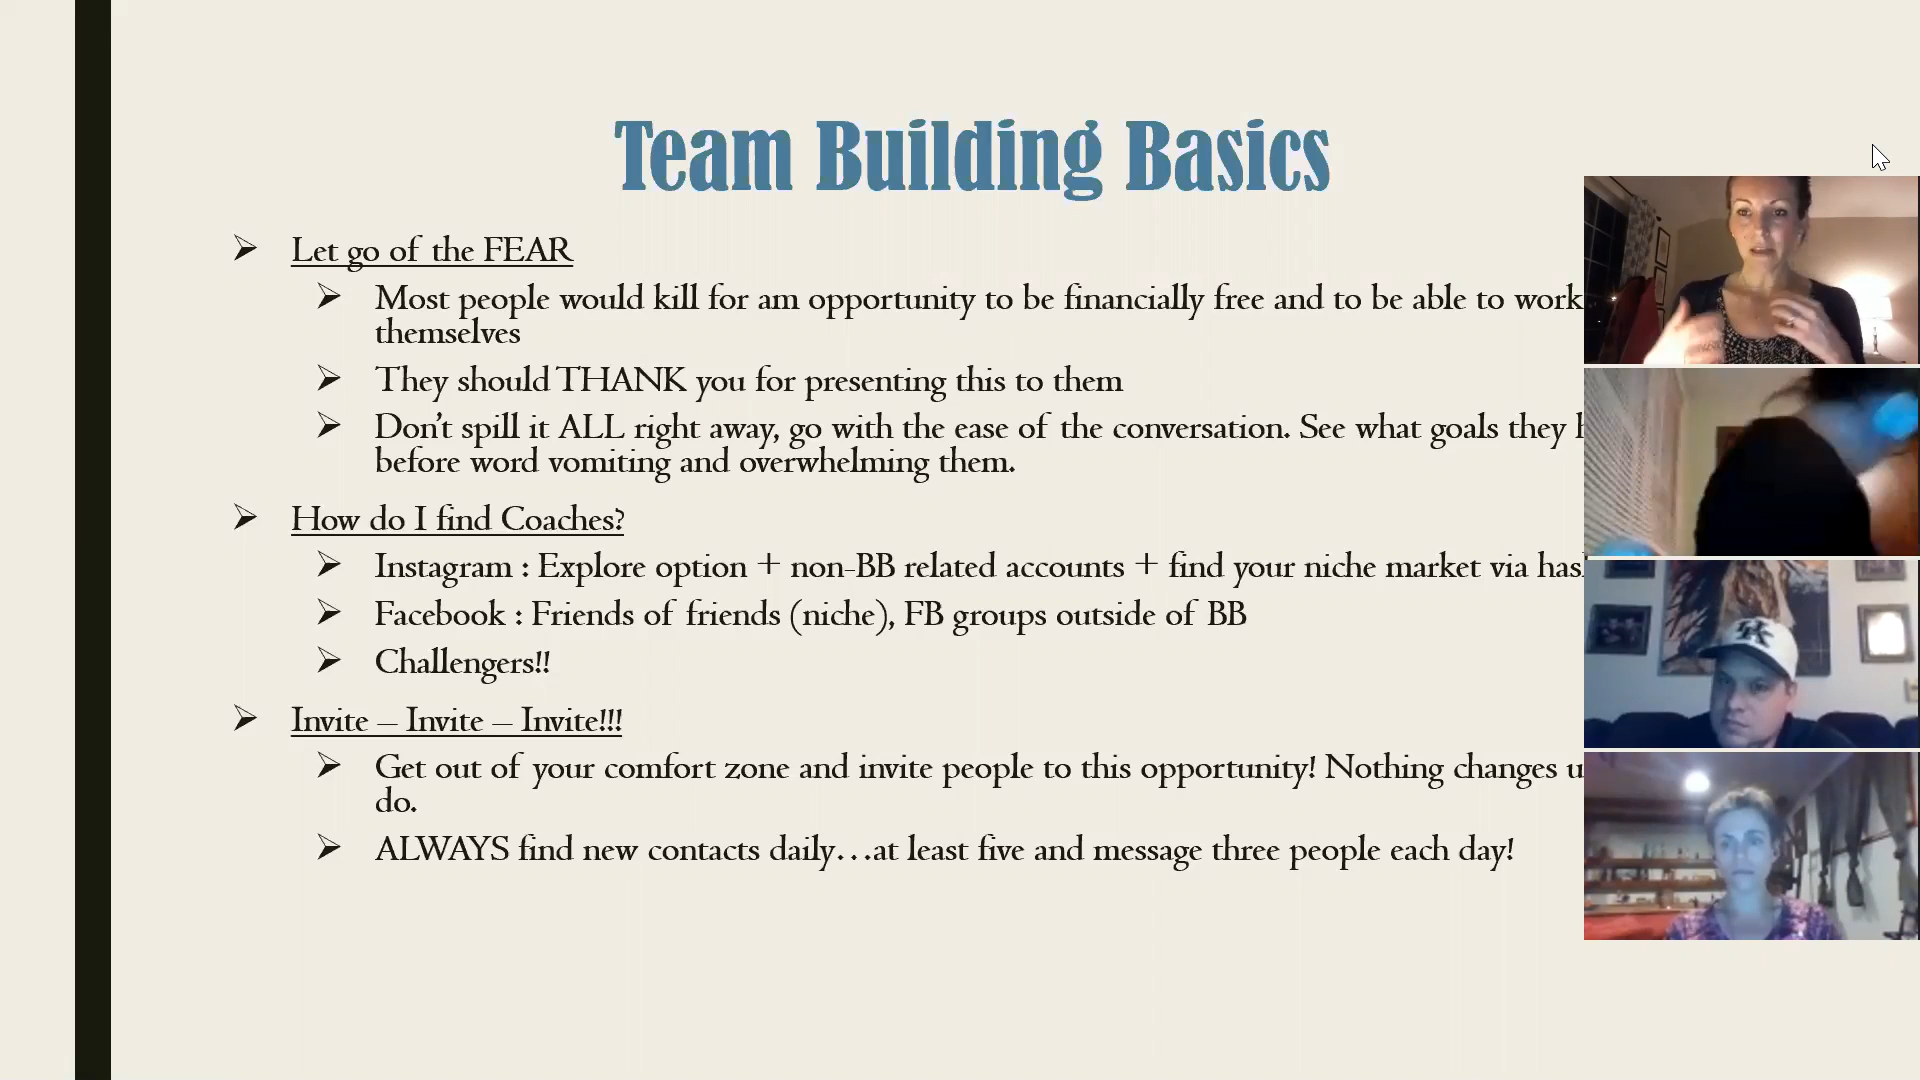 Team Building Basics
➢ Let go of the FEAR
➢ Most people would kill for am opportunity to be financially free and to be able to work
themselves
➢ They should THANK you for presenting this to them
➢ Don't spill it ALL right away, go with the ease of the conversation. See what goals they
before word vomiting and overwhelming them.
➢ How do I find Coaches?
➢ Instagram : Explore option + non-BB related accounts + find your niche market via
➢ Facebook : Friends of friends (niche), FB groups outside of BB
➢ Challengers!!
➢ Invite – Invite – Invite!!!
➢ Get out of your comfort zone and invite people to this opportunity! Nothing changes
do.
➢ ALWAYS find new contacts daily…at least five and message three people each day!